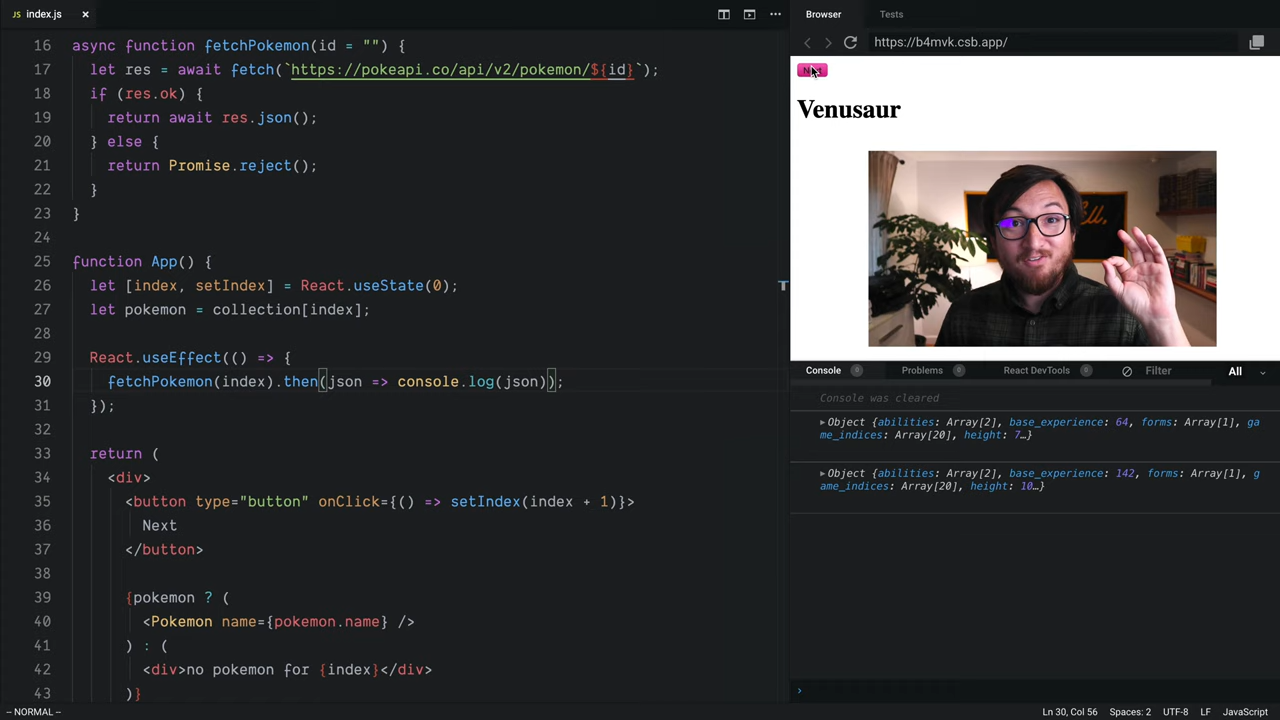 JS index.js
16 async function fetchPokemon(id = "") {
17 let res = await fetch(`https://pokeapi.co/api/v2/pokemon/${id}`);
18 if (res.ok) {
19 return await res.json();
20 } else {
21 return Promise.reject();
22 }
23 }
24
25 function App() {
26 let [index, setIndex] = React.useState(0);
27 let pokemon = collection[index];
28
29 React.useEffect(() => {
30 fetchPokemon(index).then(json => console.log(json));
31 });
32
33 return (
34 <div>
35 <button type="button" onClick={() => setIndex(index + 1)}>
36 Next
37 </button>
38
39 {pokemon ? (
40 <Pokemon name={pokemon.name} />
41 ) : (
42 <div>no pokemon for {index}</div>
43 )}
-- NORMAL --
Browser Tests
https://b4mvk.csb.app/
Venusaur
Console 0 Problems 0 React DevTools 0 Filter All
Console was cleared
Object {abilities: Array[2], base_experience: 64, forms: Array[1], ga
me_indices: Array[20], height: 7…}
Object {abilities: Array[2], base_experience: 142, forms: Array[1], g
ame_indices: Array[20], height: 10…}
Ln 30, Col 56 Spaces: 2 UTF-8 LF JavaScript